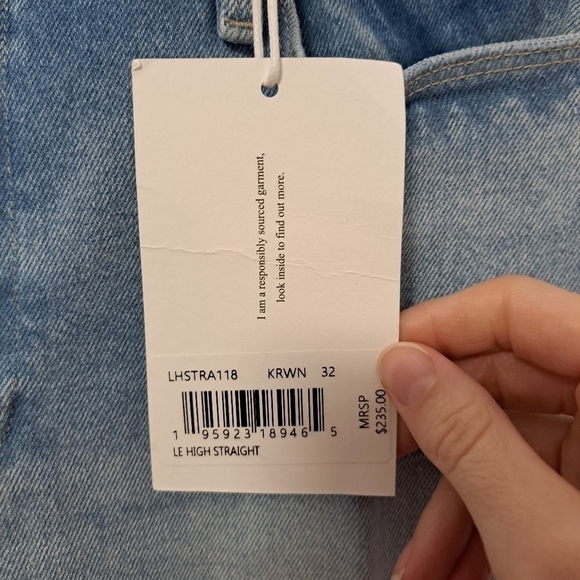 I am a responsibly sourced garment,
look inside to find out more.
LHSTRA118 KRWN 32
1 95923 18946 5
LE HIGH STRAIGHT
MRSP
$235.00